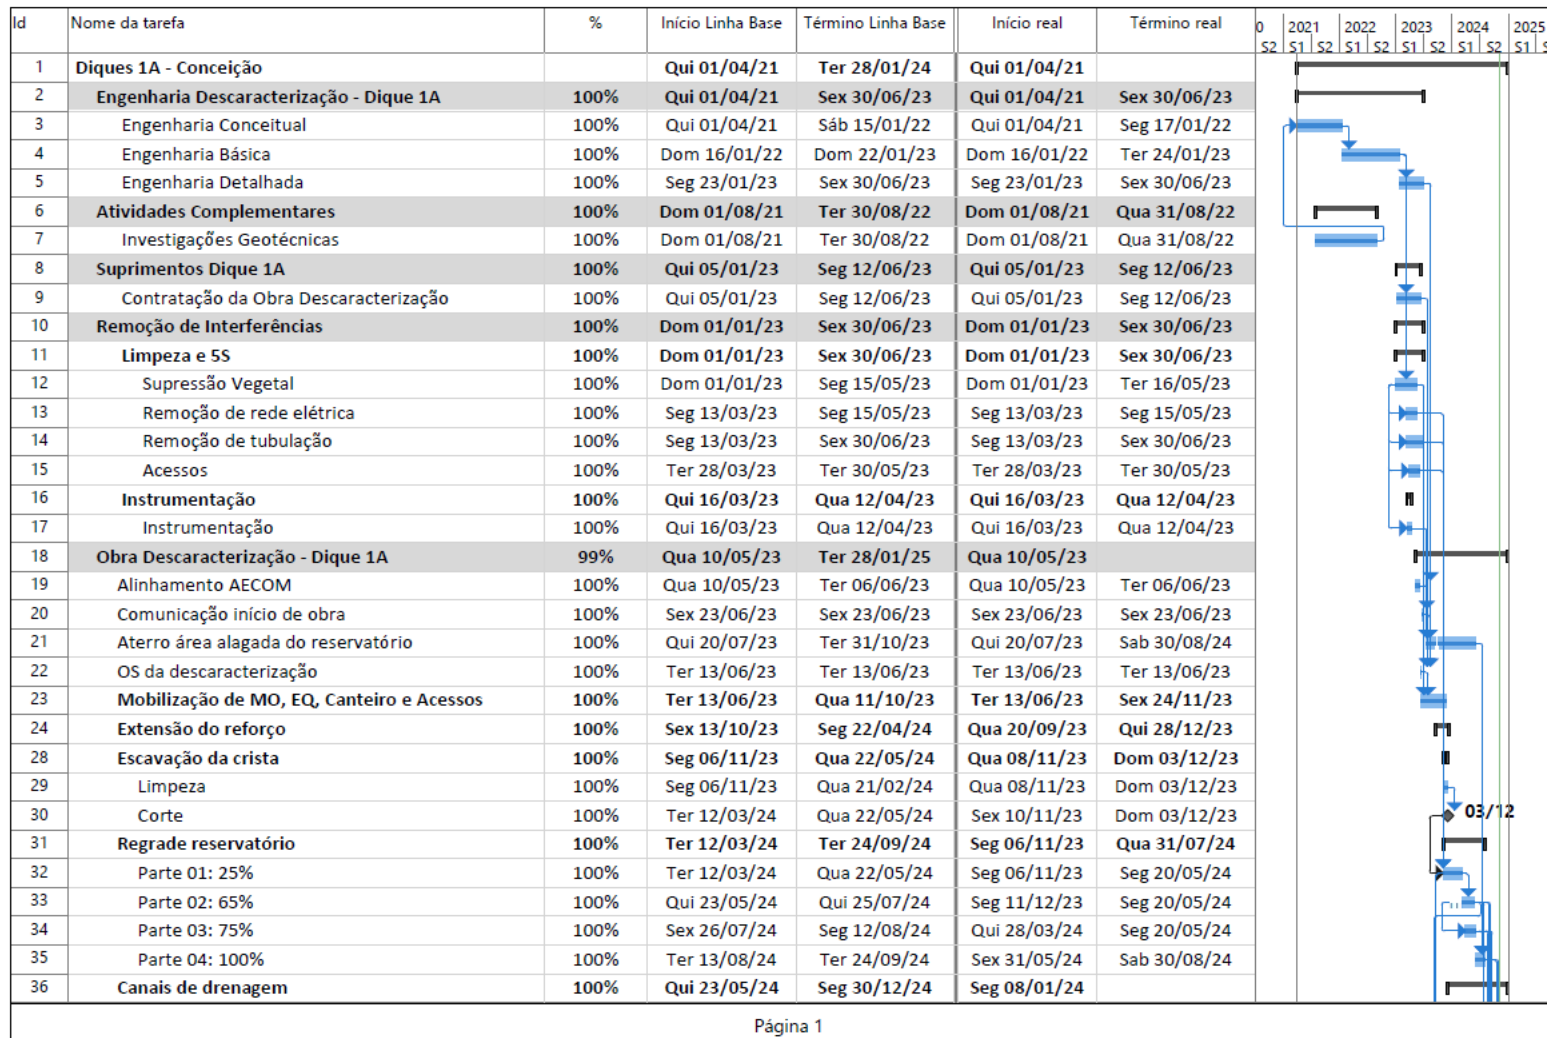 Id Nome da tarefa % Início Linha Base Término Linha Base Início real Término real 0 2021 2022 2023 2024 2025
S2 S1 S2 S1 S2 S1 S2 S1 S2 S1
1 Diques 1A - Conceição Qui 01/04/21 Ter 28/01/24 Qui 01/04/21
2 Engenharia Descaracterização - Dique 1A 100% Qui 01/04/21 Sex 30/06/23 Qui 01/04/21 Sex 30/06/23
3 Engenharia Conceitual 100% Qui 01/04/21 Sáb 15/01/22 Qui 01/04/21 Seg 17/01/22
4 Engenharia Básica 100% Dom 16/01/22 Dom 22/01/23 Dom 16/01/22 Ter 24/01/23
5 Engenharia Detalhada 100% Seg 23/01/23 Sex 30/06/23 Seg 23/01/23 Sex 30/06/23
6 Atividades Complementares 100% Dom 01/08/21 Ter 30/08/22 Dom 01/08/21 Qua 31/08/22
7 Investigações Geotécnicas 100% Dom 01/08/21 Ter 30/08/22 Dom 01/08/21 Qua 31/08/22
8 Suprimentos Dique 1A 100% Qui 05/01/23 Seg 12/06/23 Qui 05/01/23 Seg 12/06/23
9 Contratação da Obra Descaracterização 100% Qui 05/01/23 Seg 12/06/23 Qui 05/01/23 Seg 12/06/23
10 Remoção de Interferências 100% Dom 01/01/23 Sex 30/06/23 Dom 01/01/23 Sex 30/06/23
11 Limpeza e 5S 100% Dom 01/01/23 Sex 30/06/23 Dom 01/01/23 Sex 30/06/23
12 Supressão Vegetal 100% Dom 01/01/23 Seg 15/05/23 Dom 01/01/23 Ter 16/05/23
13 Remoção de rede elétrica 100% Seg 13/03/23 Seg 15/05/23 Seg 13/03/23 Seg 15/05/23
14 Remoção de tubulação 100% Seg 13/03/23 Sex 30/06/23 Seg 13/03/23 Sex 30/06/23
15 Acessos 100% Ter 28/03/23 Ter 30/05/23 Ter 28/03/23 Ter 30/05/23
16 Instrumentação 100% Qui 16/03/23 Qua 12/04/23 Qui 16/03/23 Qua 12/04/23
17 Instrumentação 100% Qui 16/03/23 Qua 12/04/23 Qui 16/03/23 Qua 12/04/23
18 Obra Descaracterização - Dique 1A 99% Qua 10/05/23 Ter 28/01/25 Qua 10/05/23
19 Alinhamento AECOM 100% Qua 10/05/23 Ter 06/06/23 Qua 10/05/23 Ter 06/06/23
20 Comunicação início de obra 100% Sex 23/06/23 Sex 23/06/23 Sex 23/06/23 Sex 23/06/23
21 Aterro área alagada do reservatório 100% Qui 20/07/23 Ter 31/10/23 Qui 20/07/23 Sab 30/08/24
22 OS da descaracterização 100% Ter 13/06/23 Ter 13/06/23 Ter 13/06/23 Ter 13/06/23
23 Mobilização de MO, EQ, Canteiro e Acessos 100% Ter 13/06/23 Qua 11/10/23 Ter 13/06/23 Sex 24/11/23
24 Extensão do reforço 100% Sex 13/10/23 Seg 22/04/24 Qua 20/09/23 Qui 28/12/23
28 Escavação da crista 100% Seg 06/11/23 Qua 22/05/24 Qua 08/11/23 Dom 03/12/23
29 Limpeza 100% Seg 06/11/23 Qua 21/02/24 Qua 08/11/23 Dom 03/12/23
30 Corte 100% Ter 12/03/24 Qua 22/05/24 Sex 10/11/23 Dom 03/12/23 03/12
31 Regrade reservatório 100% Ter 12/03/24 Ter 24/09/24 Seg 06/11/23 Qua 31/07/24
32 Parte 01: 25% 100% Ter 12/03/24 Qua 22/05/24 Seg 06/11/23 Seg 20/05/24
33 Parte 02: 65% 100% Qui 23/05/24 Qui 25/07/24 Seg 11/12/23 Seg 20/05/24
34 Parte 03: 75% 100% Sex 26/07/24 Seg 12/08/24 Qui 28/03/24 Seg 20/05/24
35 Parte 04: 100% 100% Ter 13/08/24 Ter 24/09/24 Sex 31/05/24 Sab 30/08/24
36 Canais de drenagem 100% Qui 23/05/24 Seg 30/12/24 Seg 08/01/24
Página 1